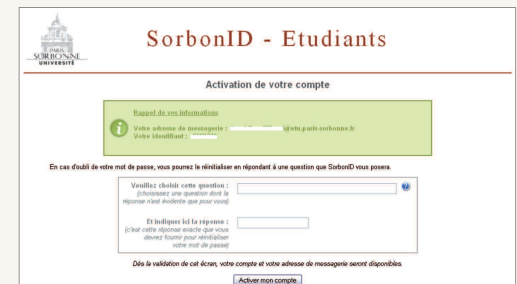 PARIS
SORBONNE
UNIVERSITÉ
SorbonID - Etudiants
Activation de votre compte
Rappel de vos informations
Votre adresse de messagerie : @etu.paris-sorbonne.fr
Votre identifiant :
En cas d'oubli de votre mot de passe, vous pourrez le réinitialiser en répondant à une question que SorbonID vous posera.
Veuillez choisir cette question :
(choisissez une question dont la
réponse n'est évidente que pour vous)
Et indiquer ici la réponse :
(c'est cette réponse exacte que vous
devrez fournir pour réinitialiser
votre mot de passe)
Dès la validation de cet écran, votre compte et votre adresse de messagerie seront disponibles.
Activer mon compte